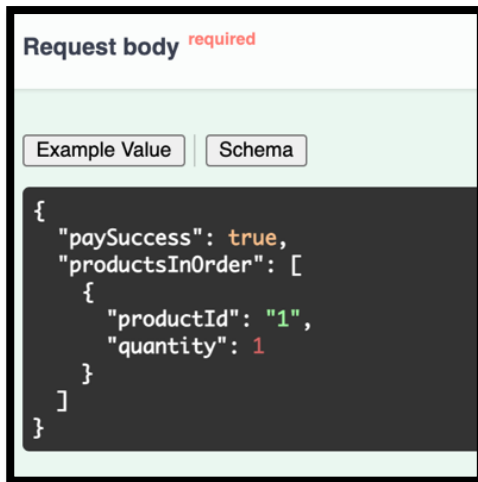 Request body required
Example Value
Schema
{
  "paySuccess": true,
  "productsInOrder": [
    {
      "productId": "1",
      "quantity": 1
    }
  ]
}